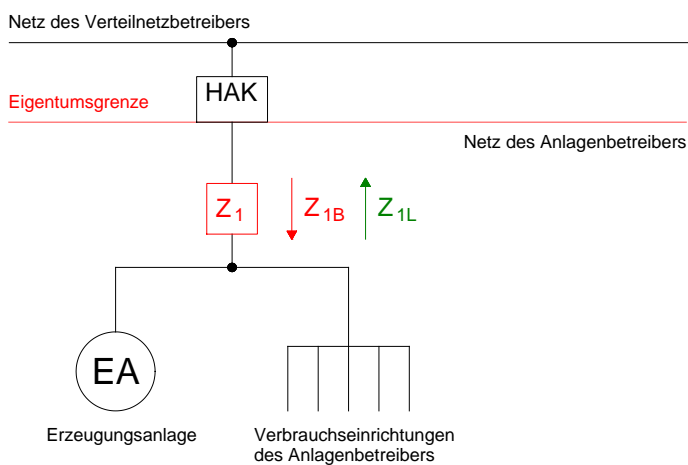 Netz des Verteilnetzbetreibers
HAK
Eigentumsgrenze
Netz des Anlagenbetreibers
Z1 Z1B Z1L
EA
Erzeugungsanlage
Verbrauchseinrichtungen
des Anlagenbetreibers